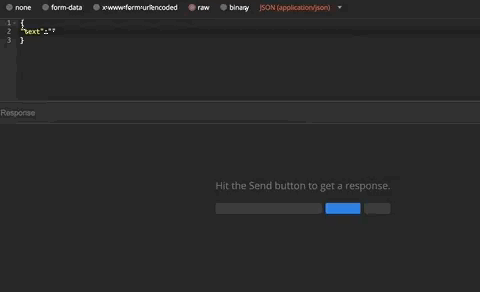 none form-data x-www-form-urlencoded raw binary JSON (application/json)
1 {
2 "text":""
3 }
Response
Hit the Send button to get a response.